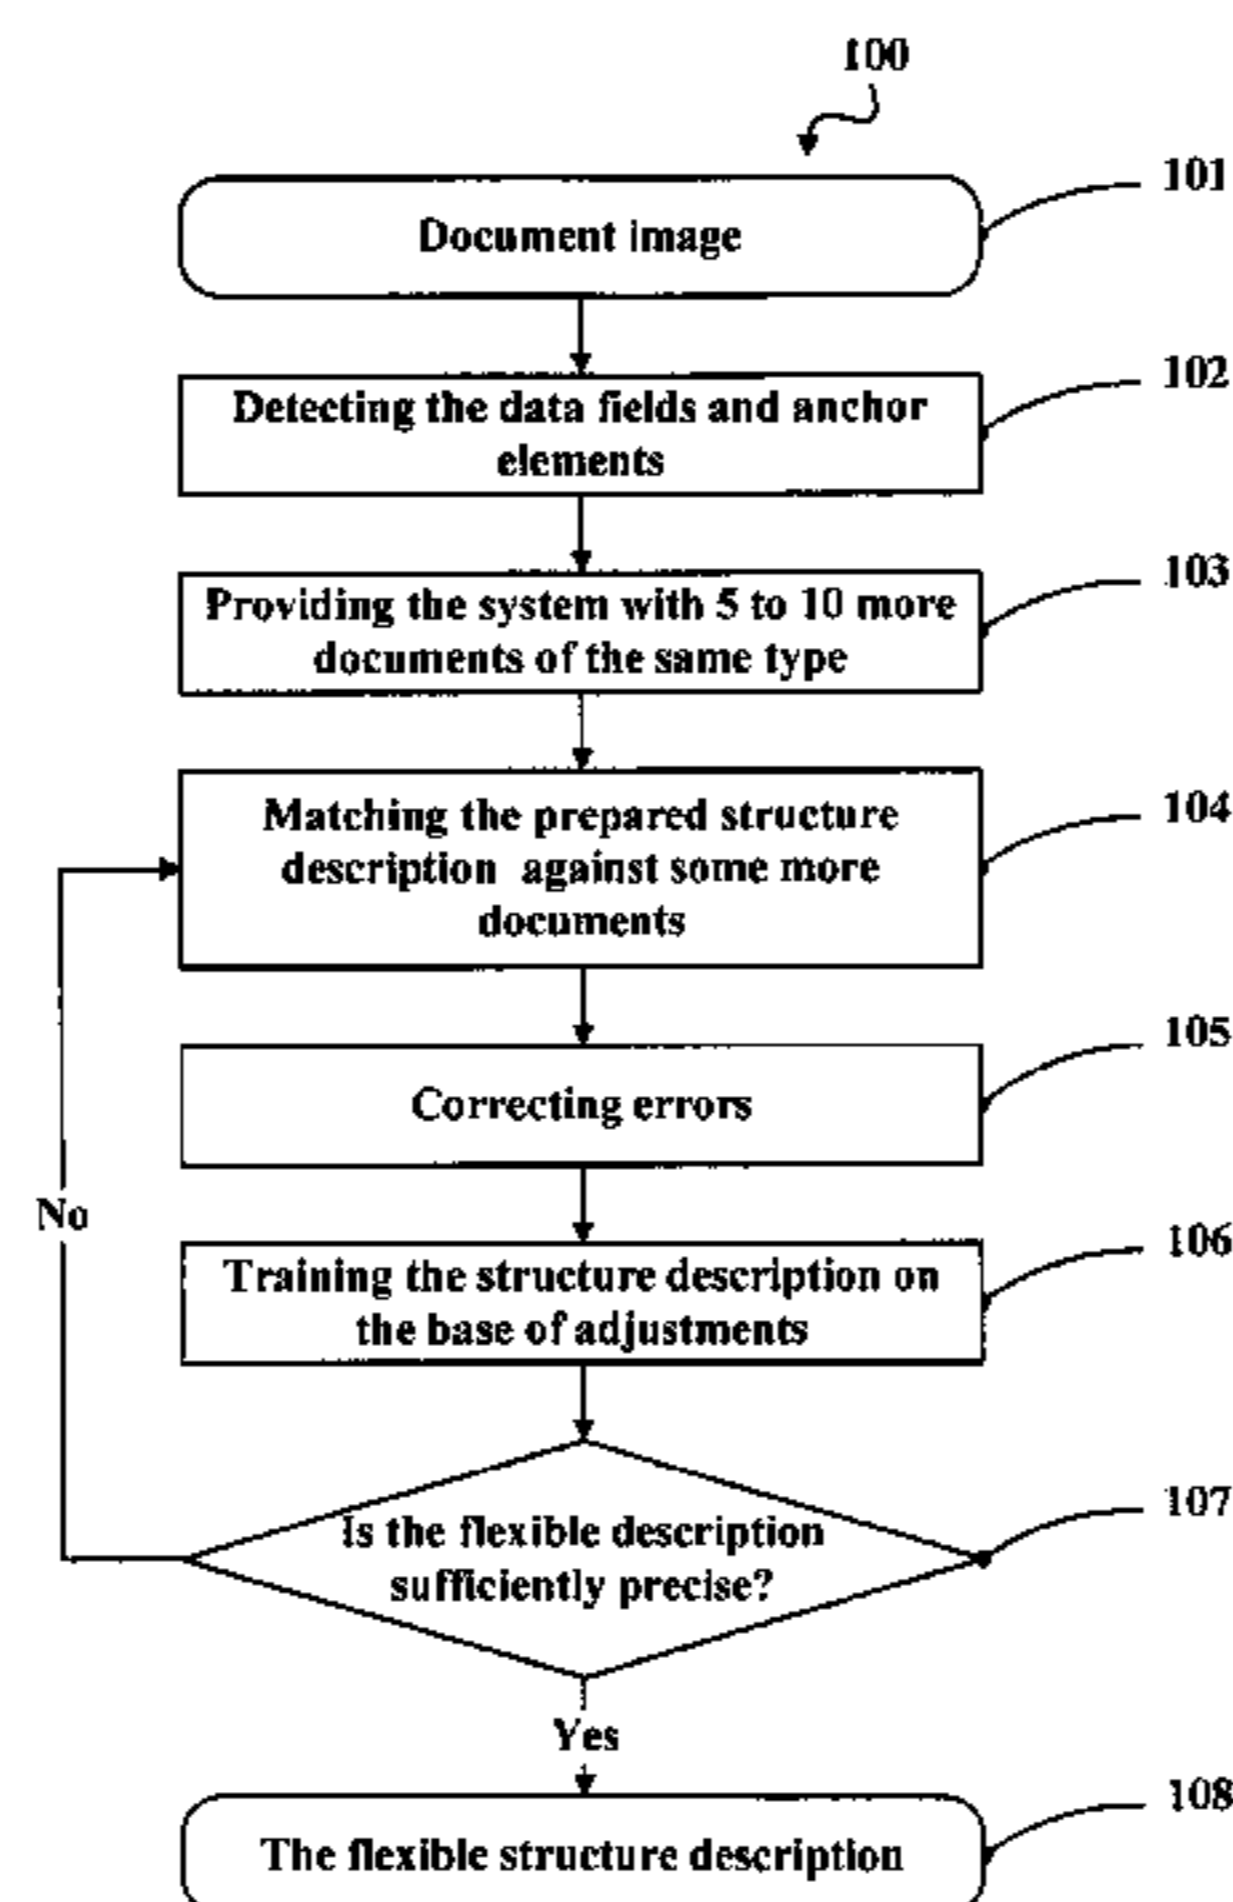 100
101
Document image
102
Detecting the data fields and anchor
elements
103
Providing the system with 5 to 10 more
documents of the same type
104
Matching the prepared structure
description against some more
documents
105
Correcting errors
No
106
Training the structure description on
the base of adjustments
107
Is the flexible description
sufficiently precise?
Yes
108
The flexible structure description